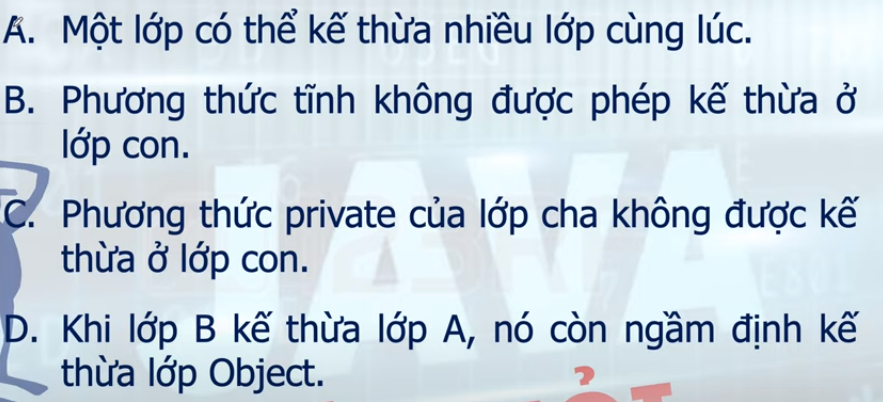 A. Một lớp có thể kế thừa nhiều lớp cùng lúc.
B. Phương thức tĩnh không được phép kế thừa ở
lớp con.
C. Phương thức private của lớp cha không được kế
thừa ở lớp con.
D. Khi lớp B kế thừa lớp A, nó còn ngầm định kế
thừa lớp Object.
JAVA